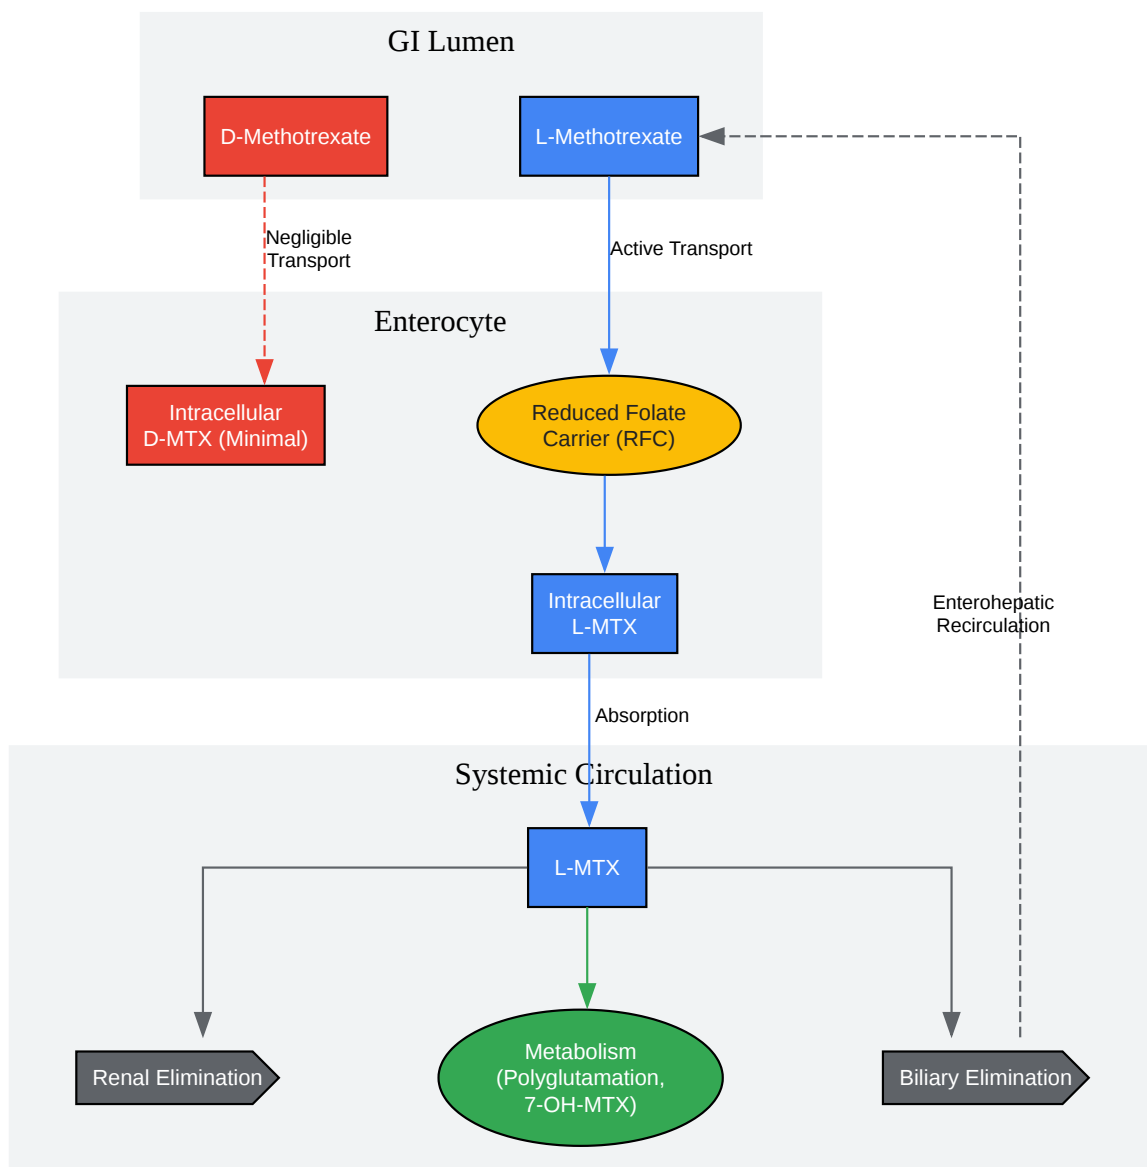 GI Lumen
D-Methotrexate
L-Methotrexate
Negligible
Transport
Active Transport
Enterocyte
Intracellular
D-MTX (Minimal)
Reduced Folate
Carrier (RFC)
Intracellular
L-MTX
Enterohepatic
Recirculation
Absorption
Systemic Circulation
L-MTX
Renal Elimination
Metabolism
(Polyglutamation,
7-OH-MTX)
Biliary Elimination